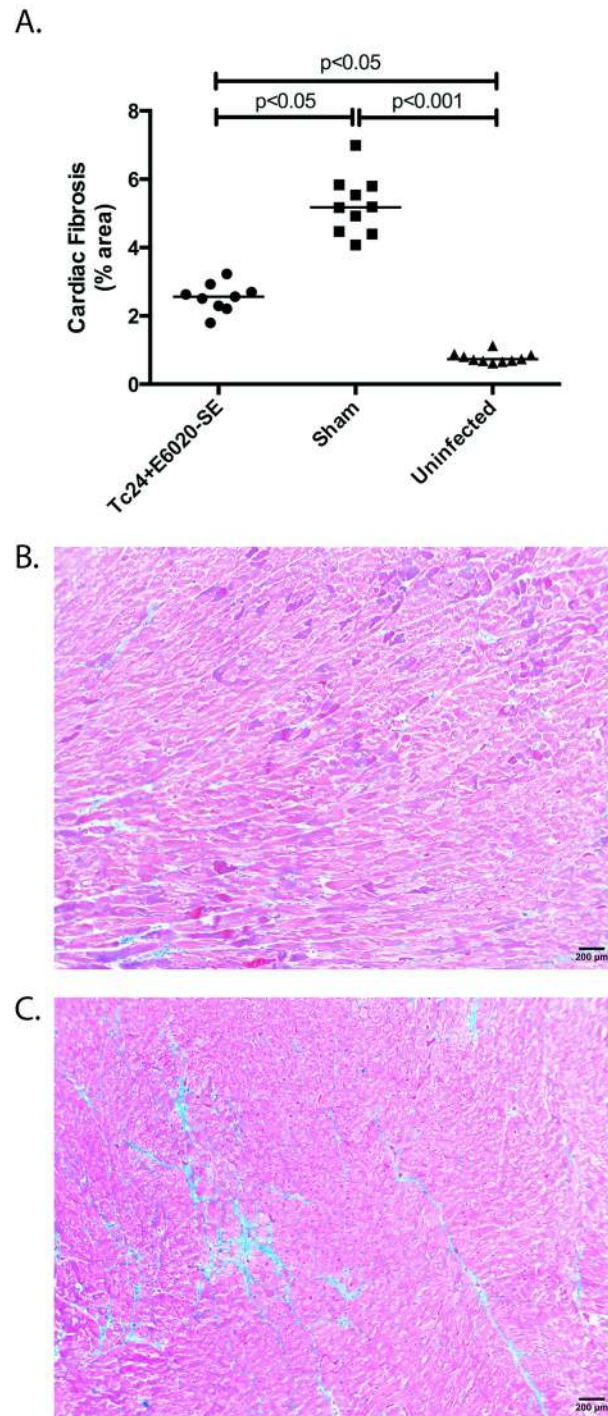 A.
p<0.05
p<0.05
p<0.001
8
6
4
2
0
Cardiac Fibrosis
(% area)
Tc24+E6020-SE
Sham
Uninfected
B.
200 µm
C.
200 µm